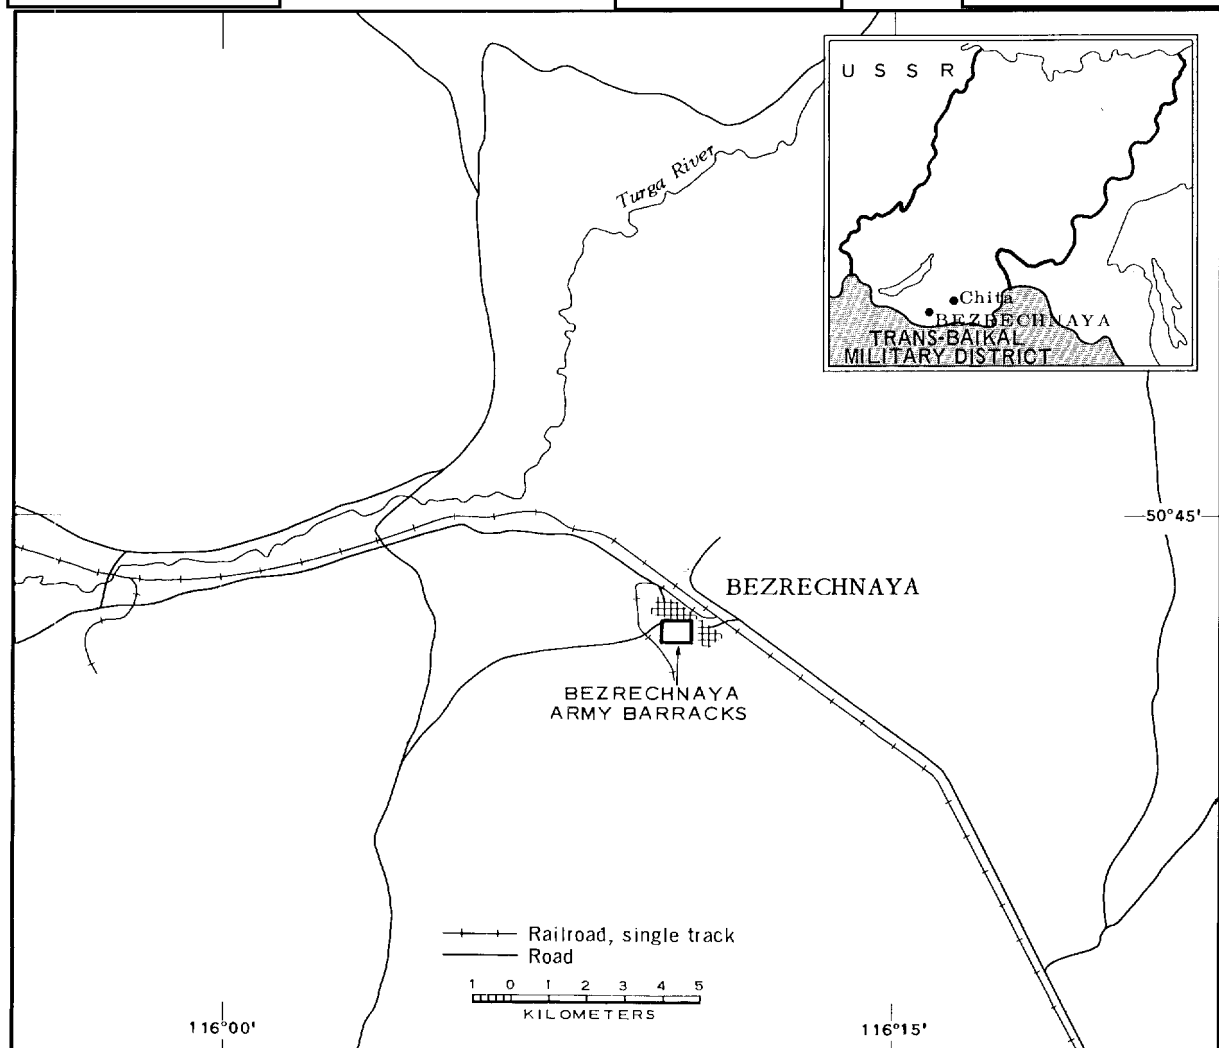 U S S R
Turga River
Chita
BEZRECHNAYA
TRANS-BAIKAL
MILITARY DISTRICT
50°45'
BEZRECHNAYA
BEZRECHNAYA
ARMY BARRACKS
Railroad, single track
Road
1 0 1 2 3 4 5
KILOMETERS
116°00'
116°15'